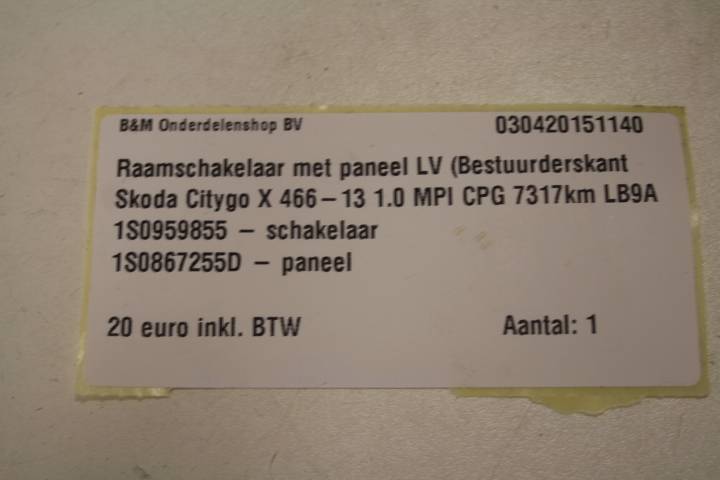 B&M Onderdelenshop BV 030420151140
Raamschakelaar met paneel LV (Bestuurderskant
Skoda Citygo X 466-13 1.0 MPI CPG 7317km LB9A
1S0959855 - schakelaar
1S0867255D - paneel
20 euro inkl. BTW Aantal: 1